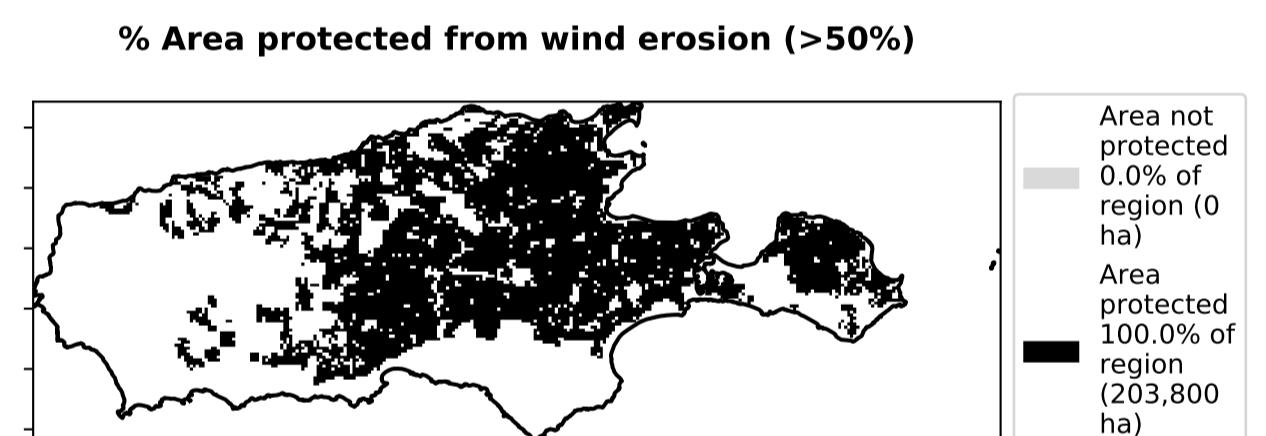 % Area protected from wind erosion (>50%)
Area not
protected
0.0% of
region (0
ha)
Area
protected
100.0% of
region
(203,800
ha)